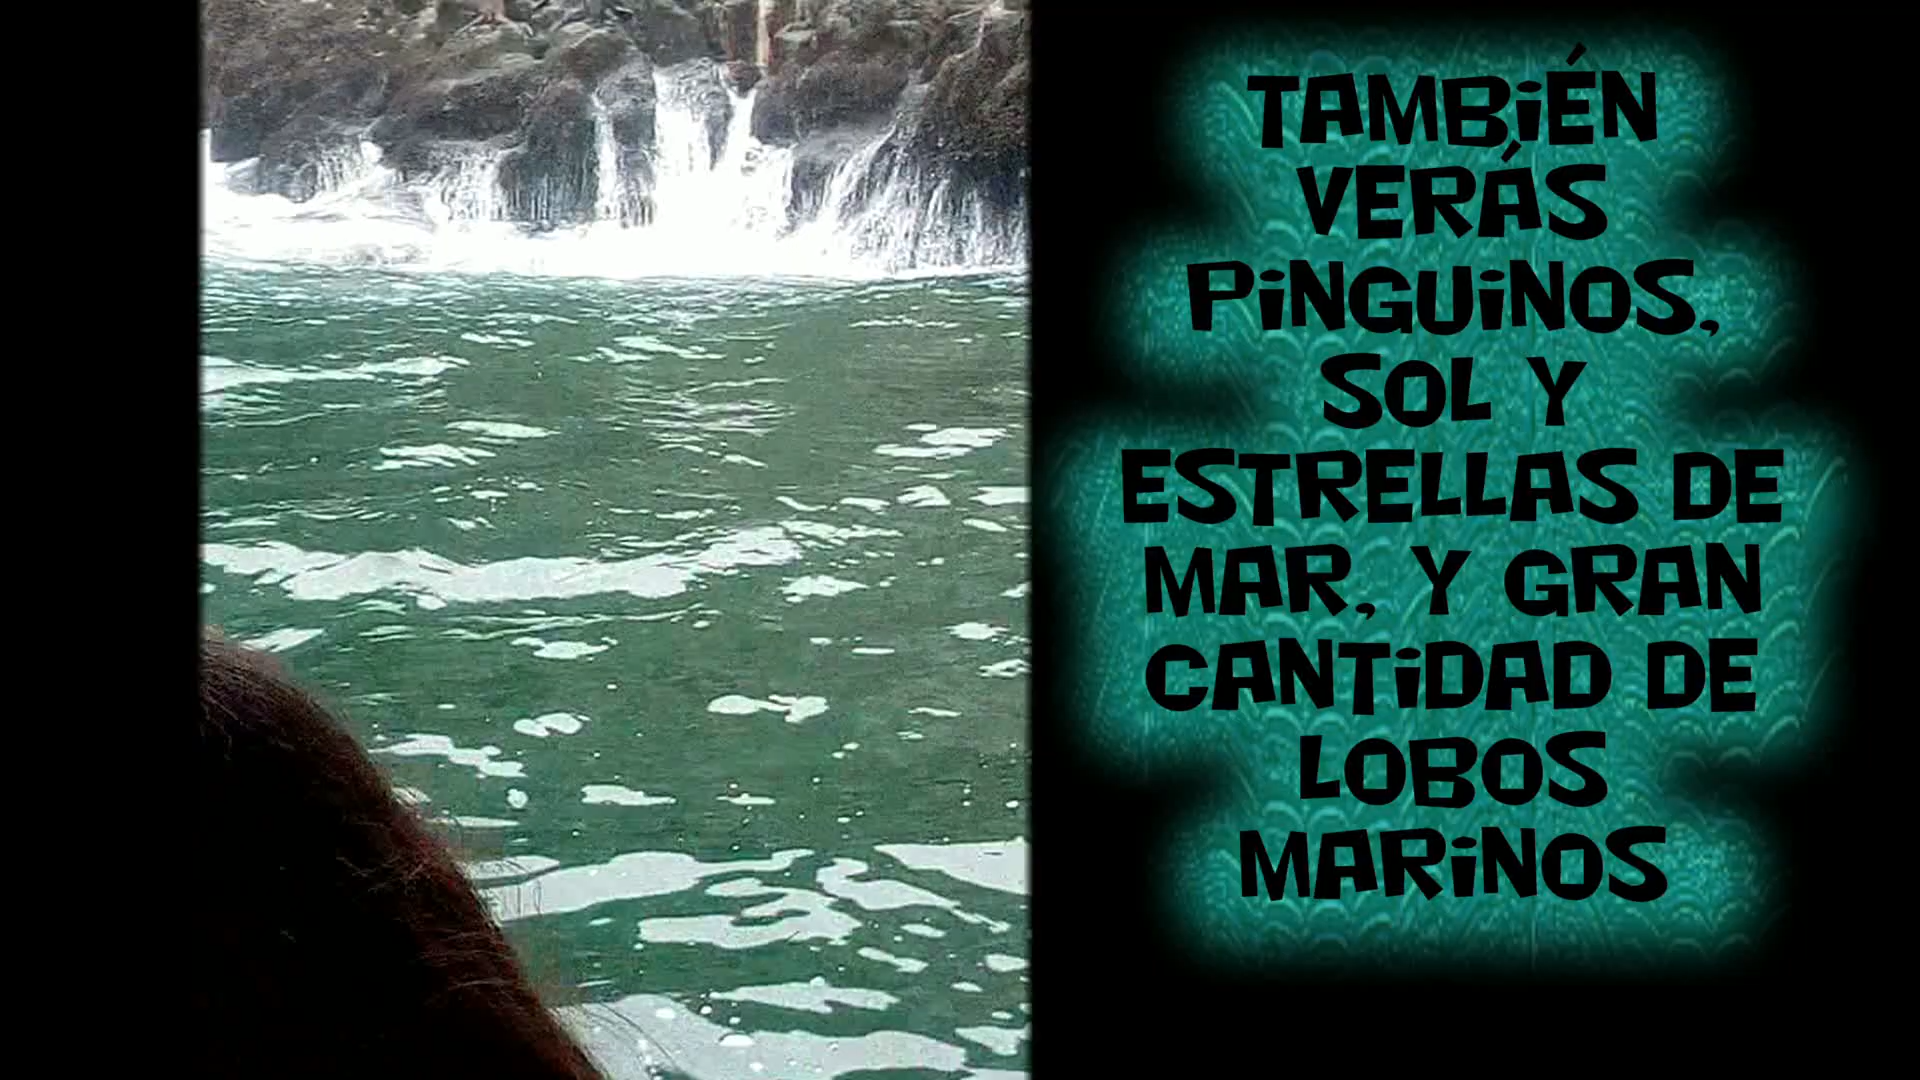 TAMBiÉN
VERÁS
PiNGUiNOS,
SOL Y
ESTRELLAS DE
MAR, Y GRAN
CANTiDAD DE
LOBOS
MARiNOS